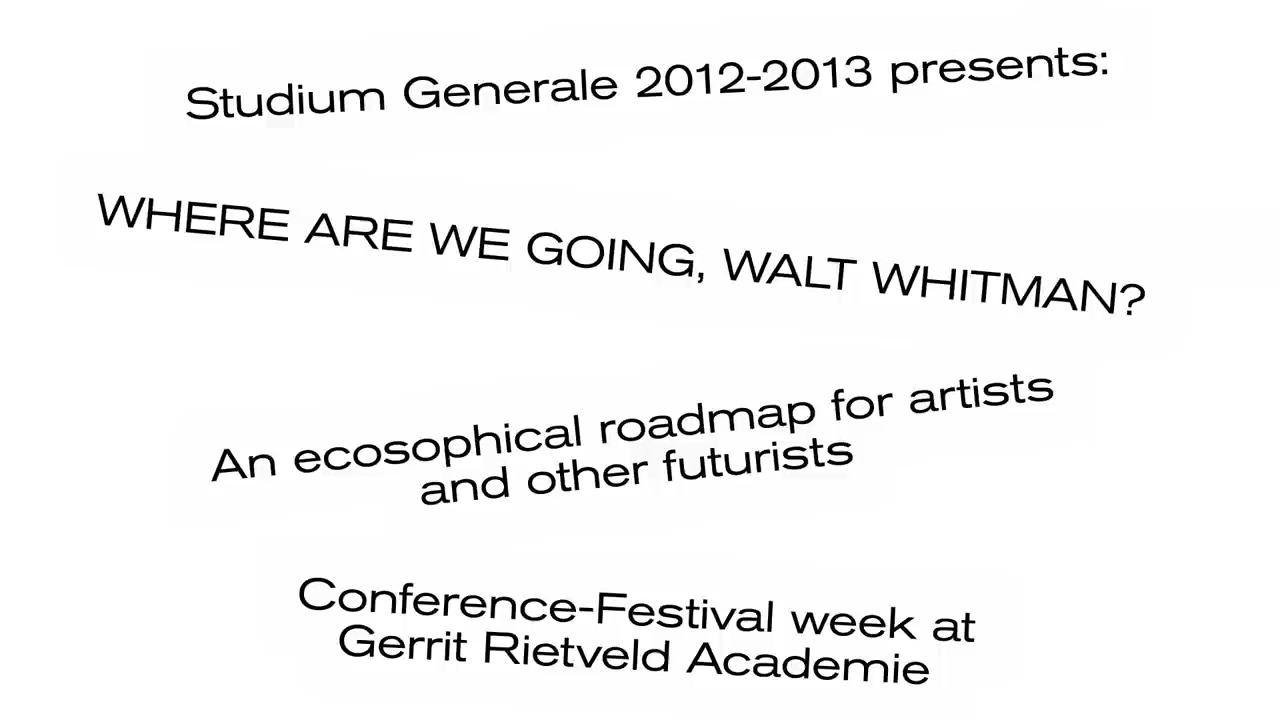 Studium Generale 2012-2013 presents:
WHERE ARE WE GOING, WALT WHITMAN?
An ecosophical roadmap for artists
and other futurists
Conference-Festival week at
Gerrit Rietveld Academie